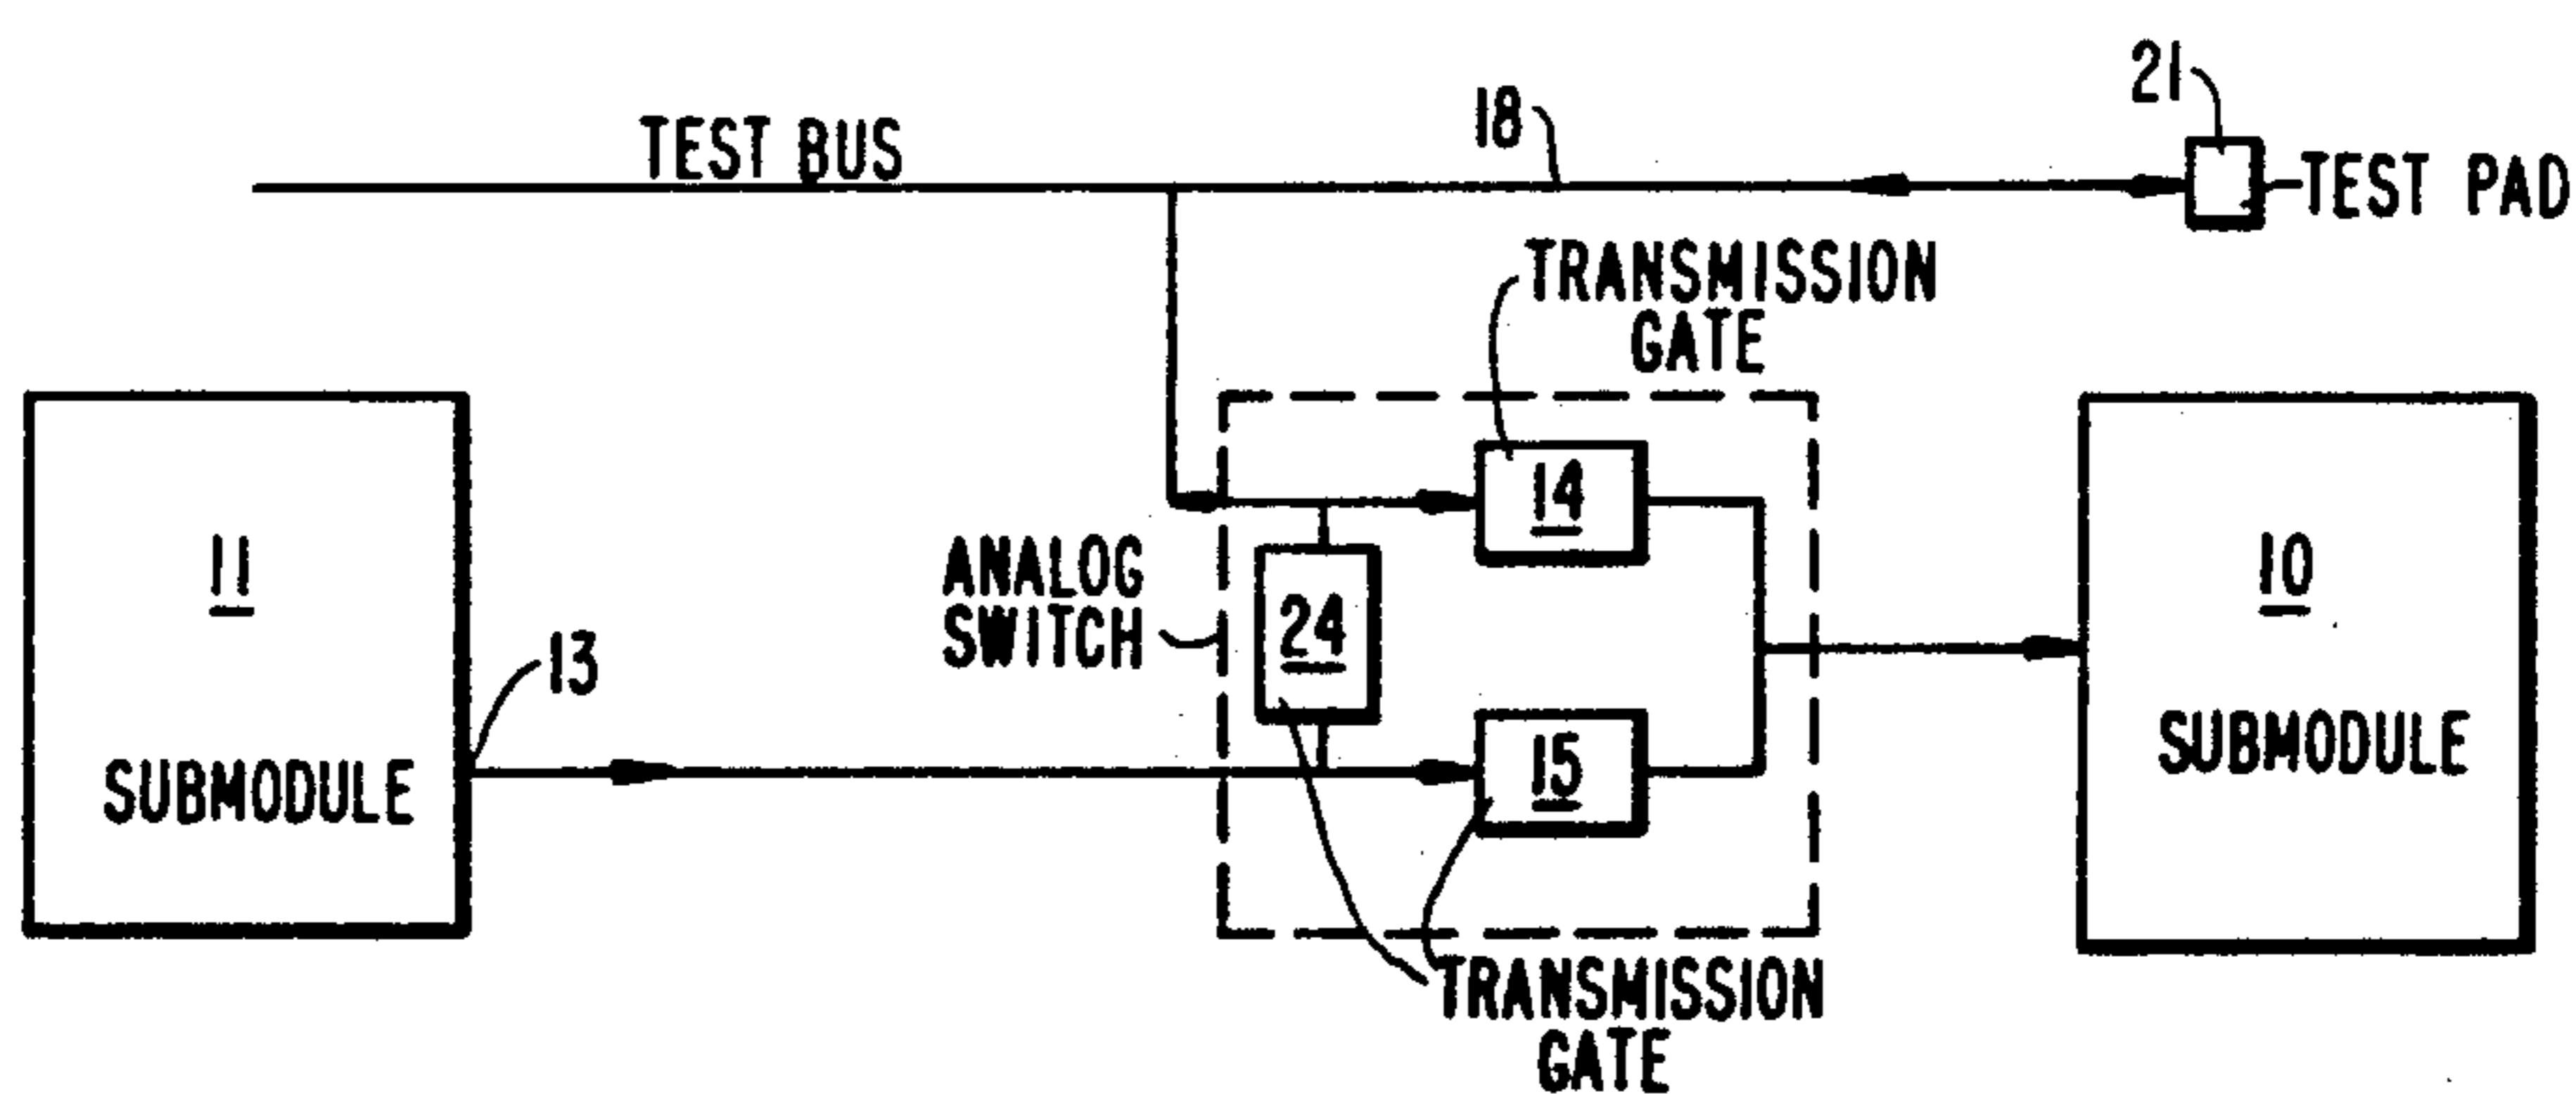 21
18
TEST BUS
TEST PAD
TRANSMISSION
GATE
14
11
ANALOG
SWITCH
24
10
13
SUBMODULE
15
SUBMODULE
TRANSMISSION
GATE